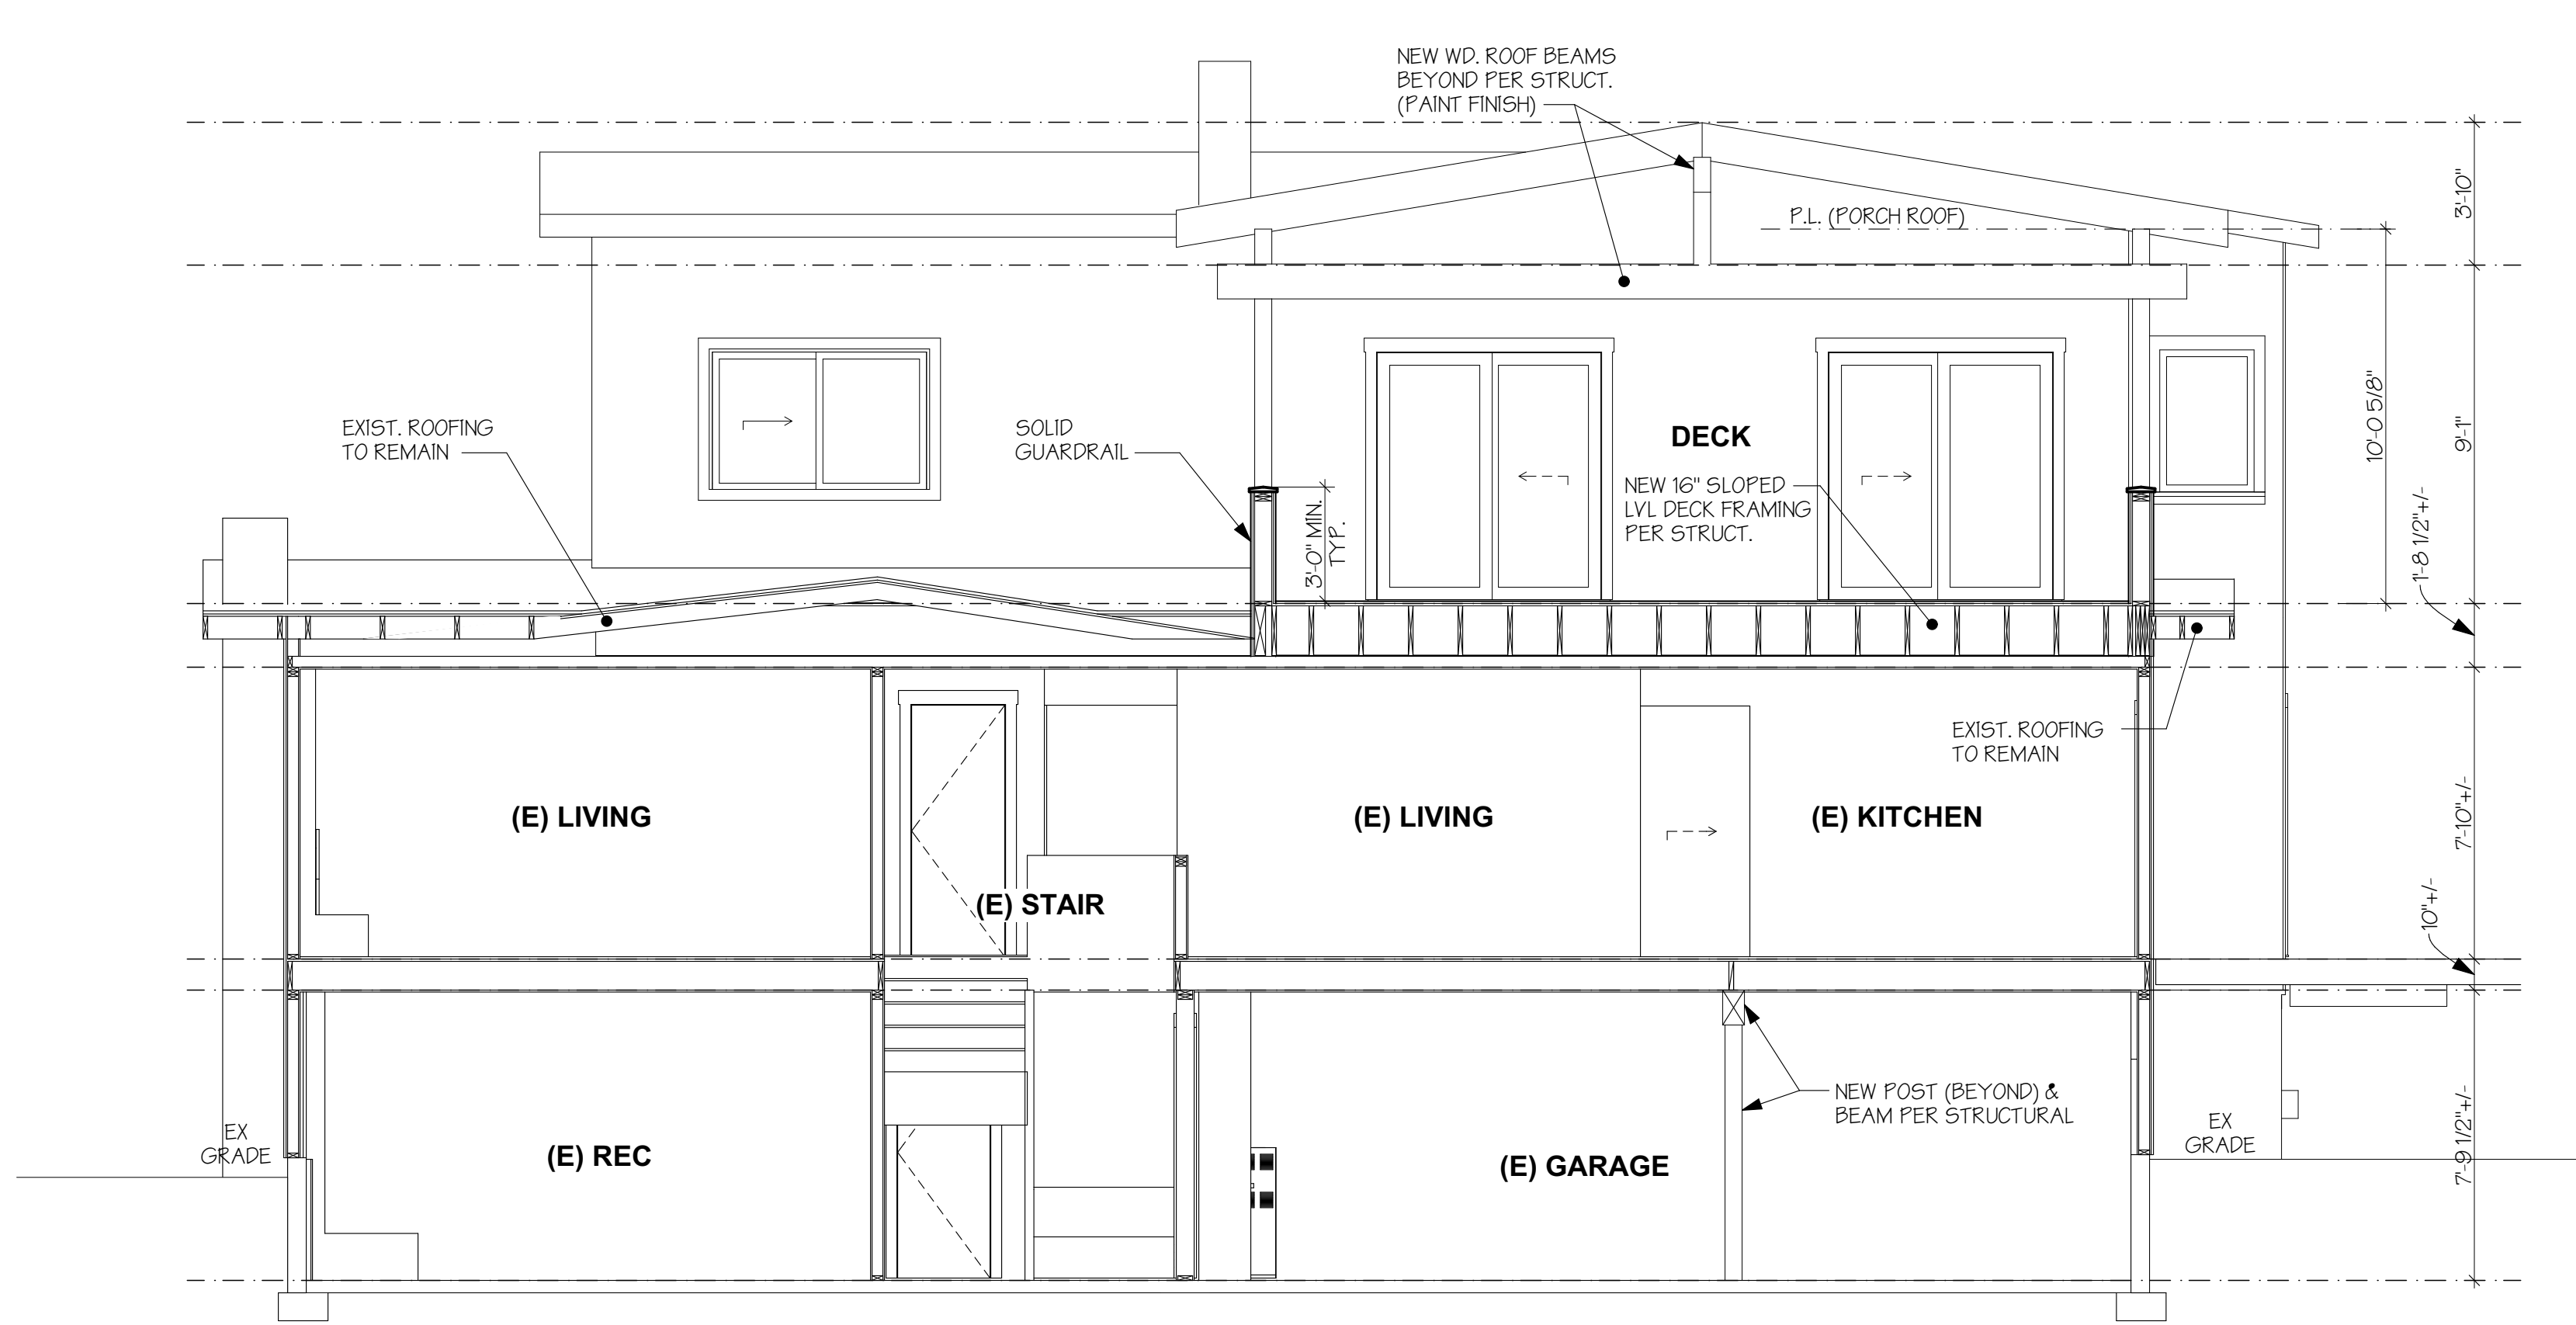 NEW WD. ROOF BEAMS
BEYOND PER STRUCT.
(PAINT FINISH)
3'-10"
P.L. (PORCH ROOF)
10'-0 5/8"
9'-1"
EXIST. ROOFING
TO REMAIN
SOLID
GUARDRAIL
DECK
NEW 16" SLOPED
LVL DECK FRAMING
PER STRUCT.
3'-0" MIN.
TYP.
1'-8 1/2"+/-
EXIST. ROOFING
TO REMAIN
(E) LIVING
(E) LIVING
(E) KITCHEN
7'-10"+/-
(E) STAIR
10"+/-
NEW POST (BEYOND) &
BEAM PER STRUCTURAL
EX
GRADE
(E) REC
(E) GARAGE
EX
GRADE
7'-9 1/2"+/-